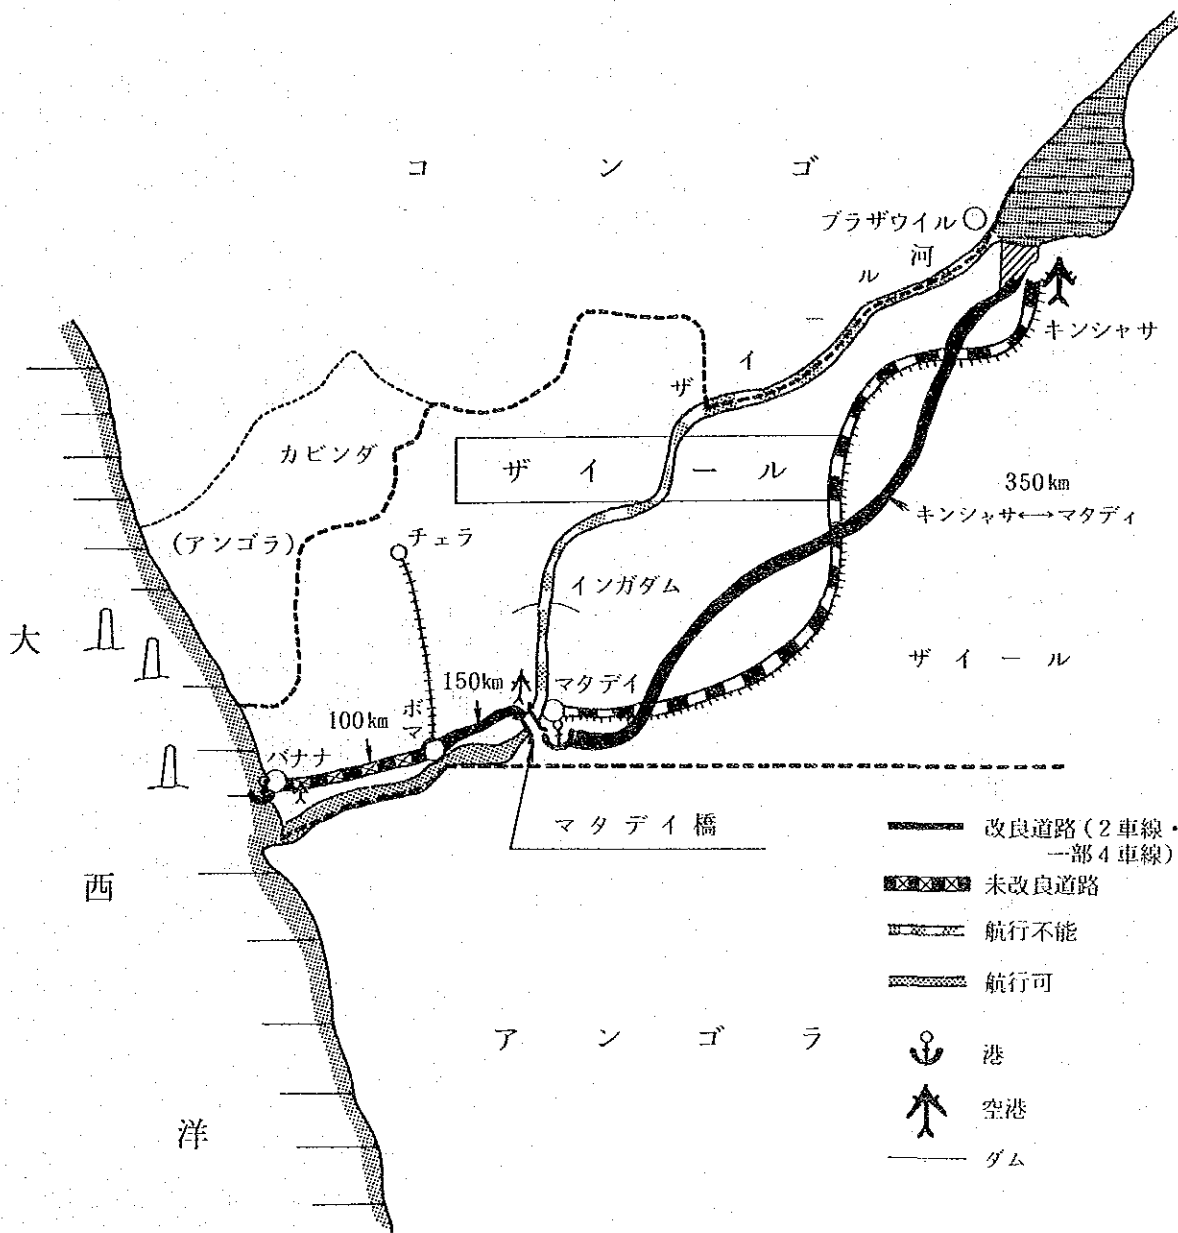 コンゴ
ブラザウイル
ザイール河
キンシャサ
カビンダ
(アンゴラ)
ザイール
350km
キンシャサ←→マタディ
チェラ
インガダム
大西洋
ザイール
150km
マタデイ
ボマ
100km
バナナ
マタデイ橋
改良道路(2車線・
一部4車線)
未改良道路
航行不能
航行可
アンゴラ
港
空港
ダム